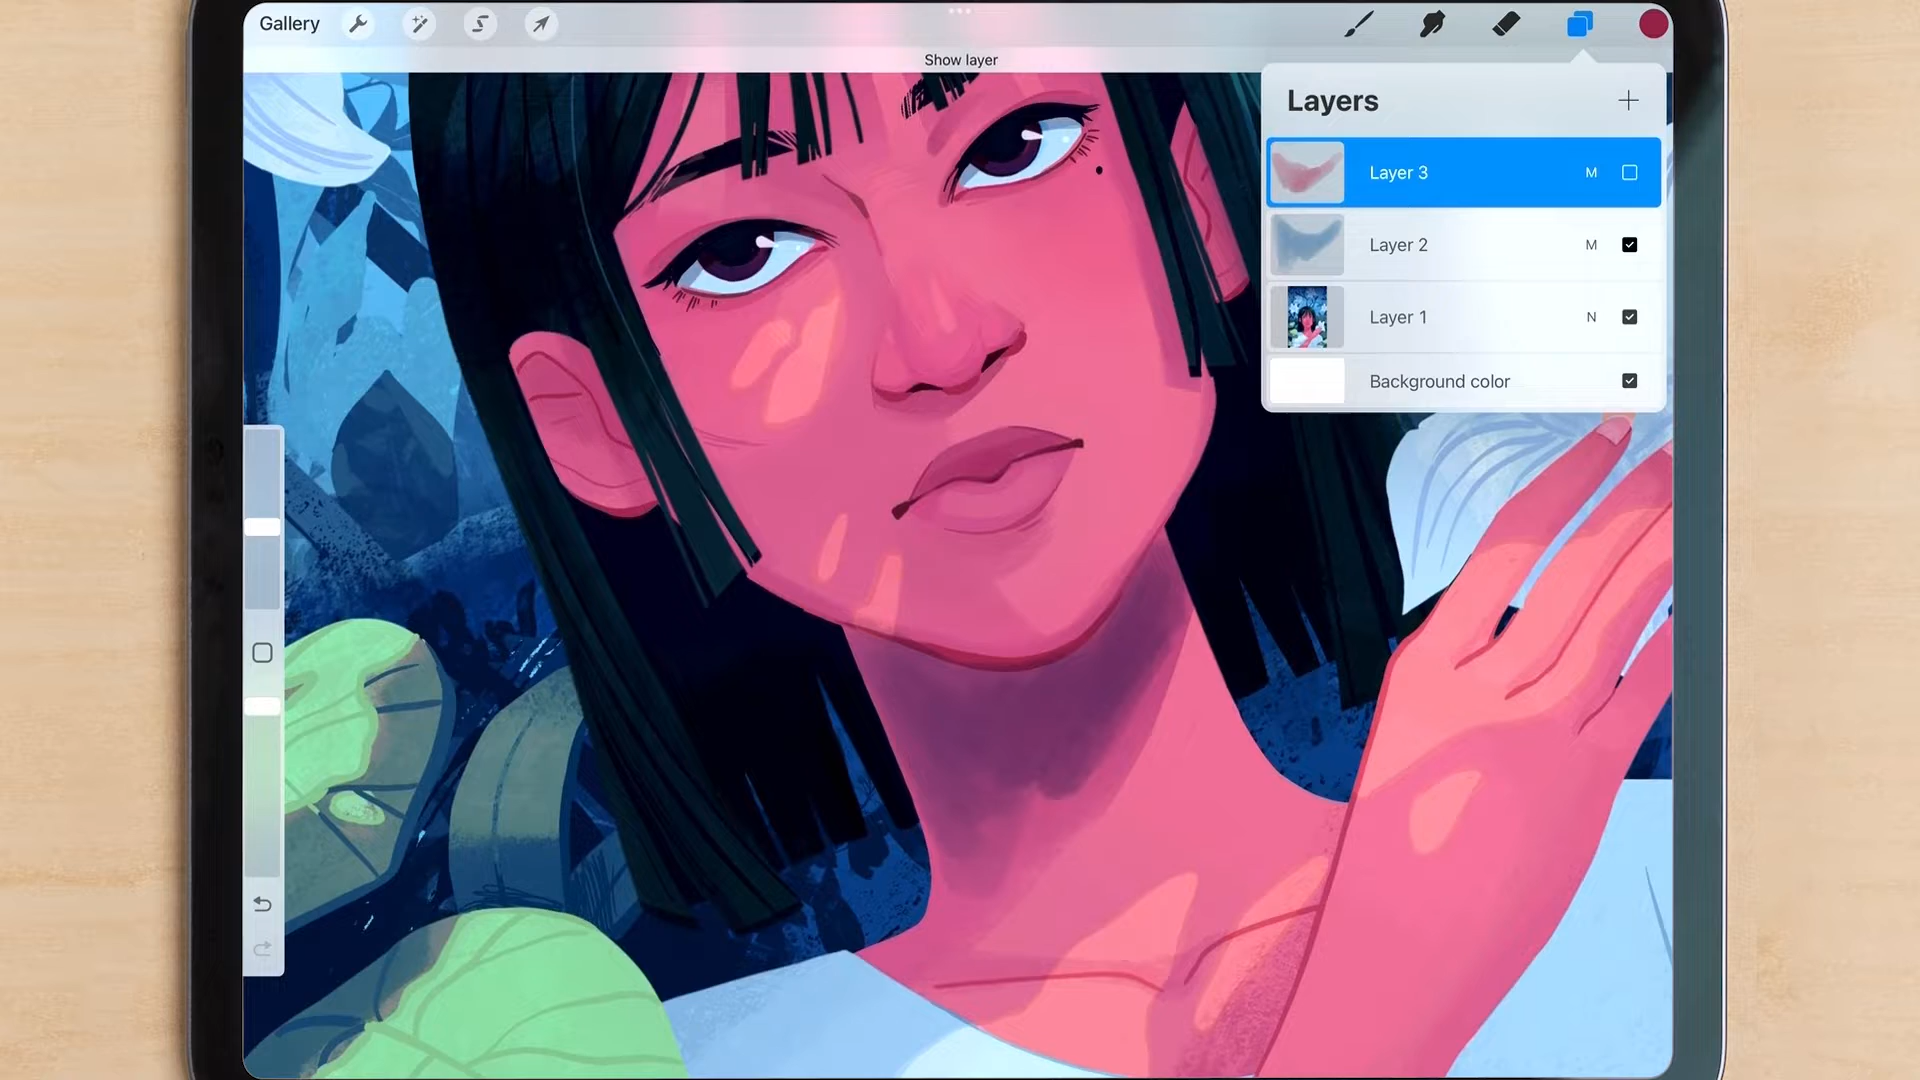 Gallery
Show layer
Layers
Layer 3 M
Layer 2 M
Layer 1 N
Background color